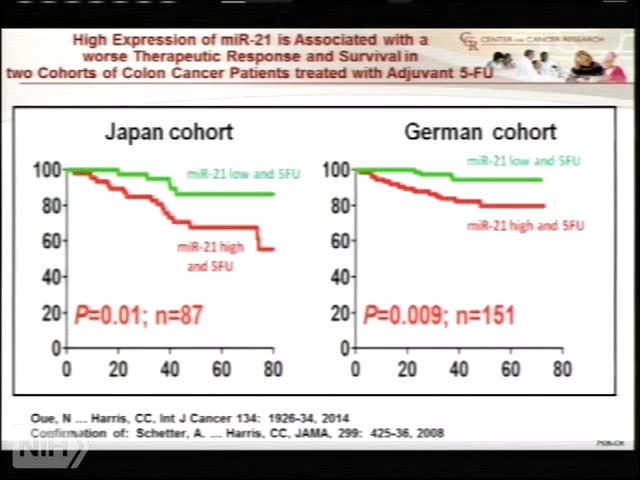 High Expression of miR-21 is Associated with a
worse Therapeutic Response and Survival in
two Cohorts of Colon Cancer Patients treated with Adjuvant 5-FU
CCR CENTER FOR CANCER RESEARCH
Japan cohort
100
80
60
40
20
0
0 20 40 60 80
miR-21 low and 5FU
miR-21 high
and 5FU
P=0.01; n=87
German cohort
100
80
60
40
20
0
0 20 40 60 80
miR-21 low and 5FU
miR-21 high and 5FU
P=0.009; n=151
Oue, N ... Harris, CC, Int J Cancer 134: 1926-34, 2014
Confirmation of: Schetter, A. ... Harris, CC, JAMA, 299: 425-36, 2008
NIH